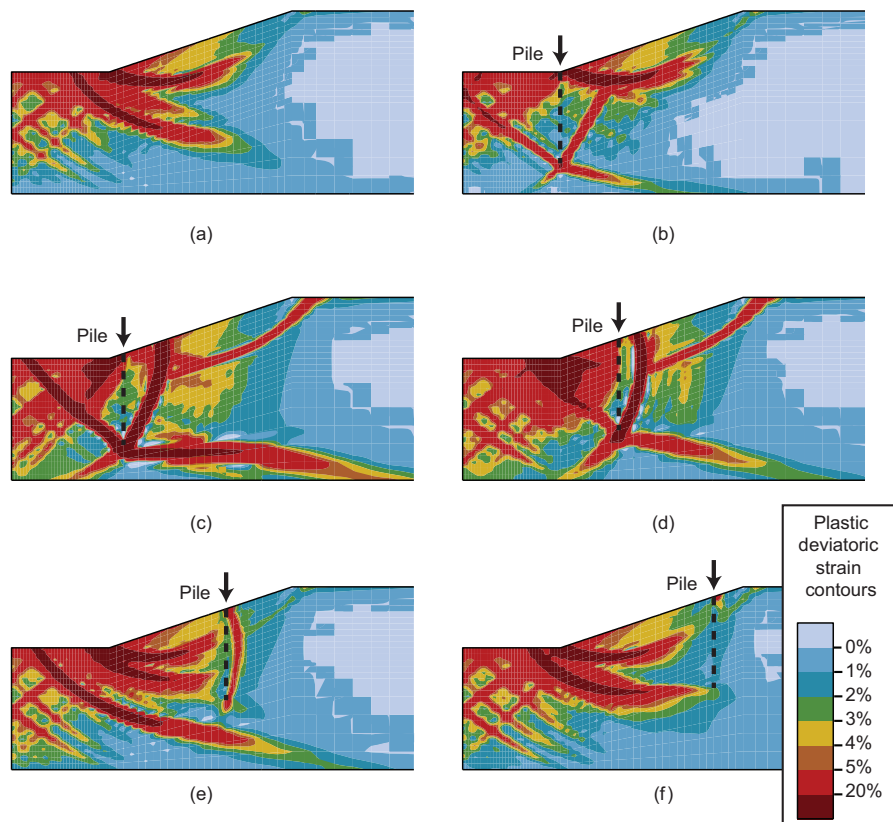 Pile
(a)
(b)
Pile
Pile
(c)
(d)
Pile
Pile
(e)
(f)
Plastic
deviatoric
strain
contours
0%
1%
2%
3%
4%
5%
20%